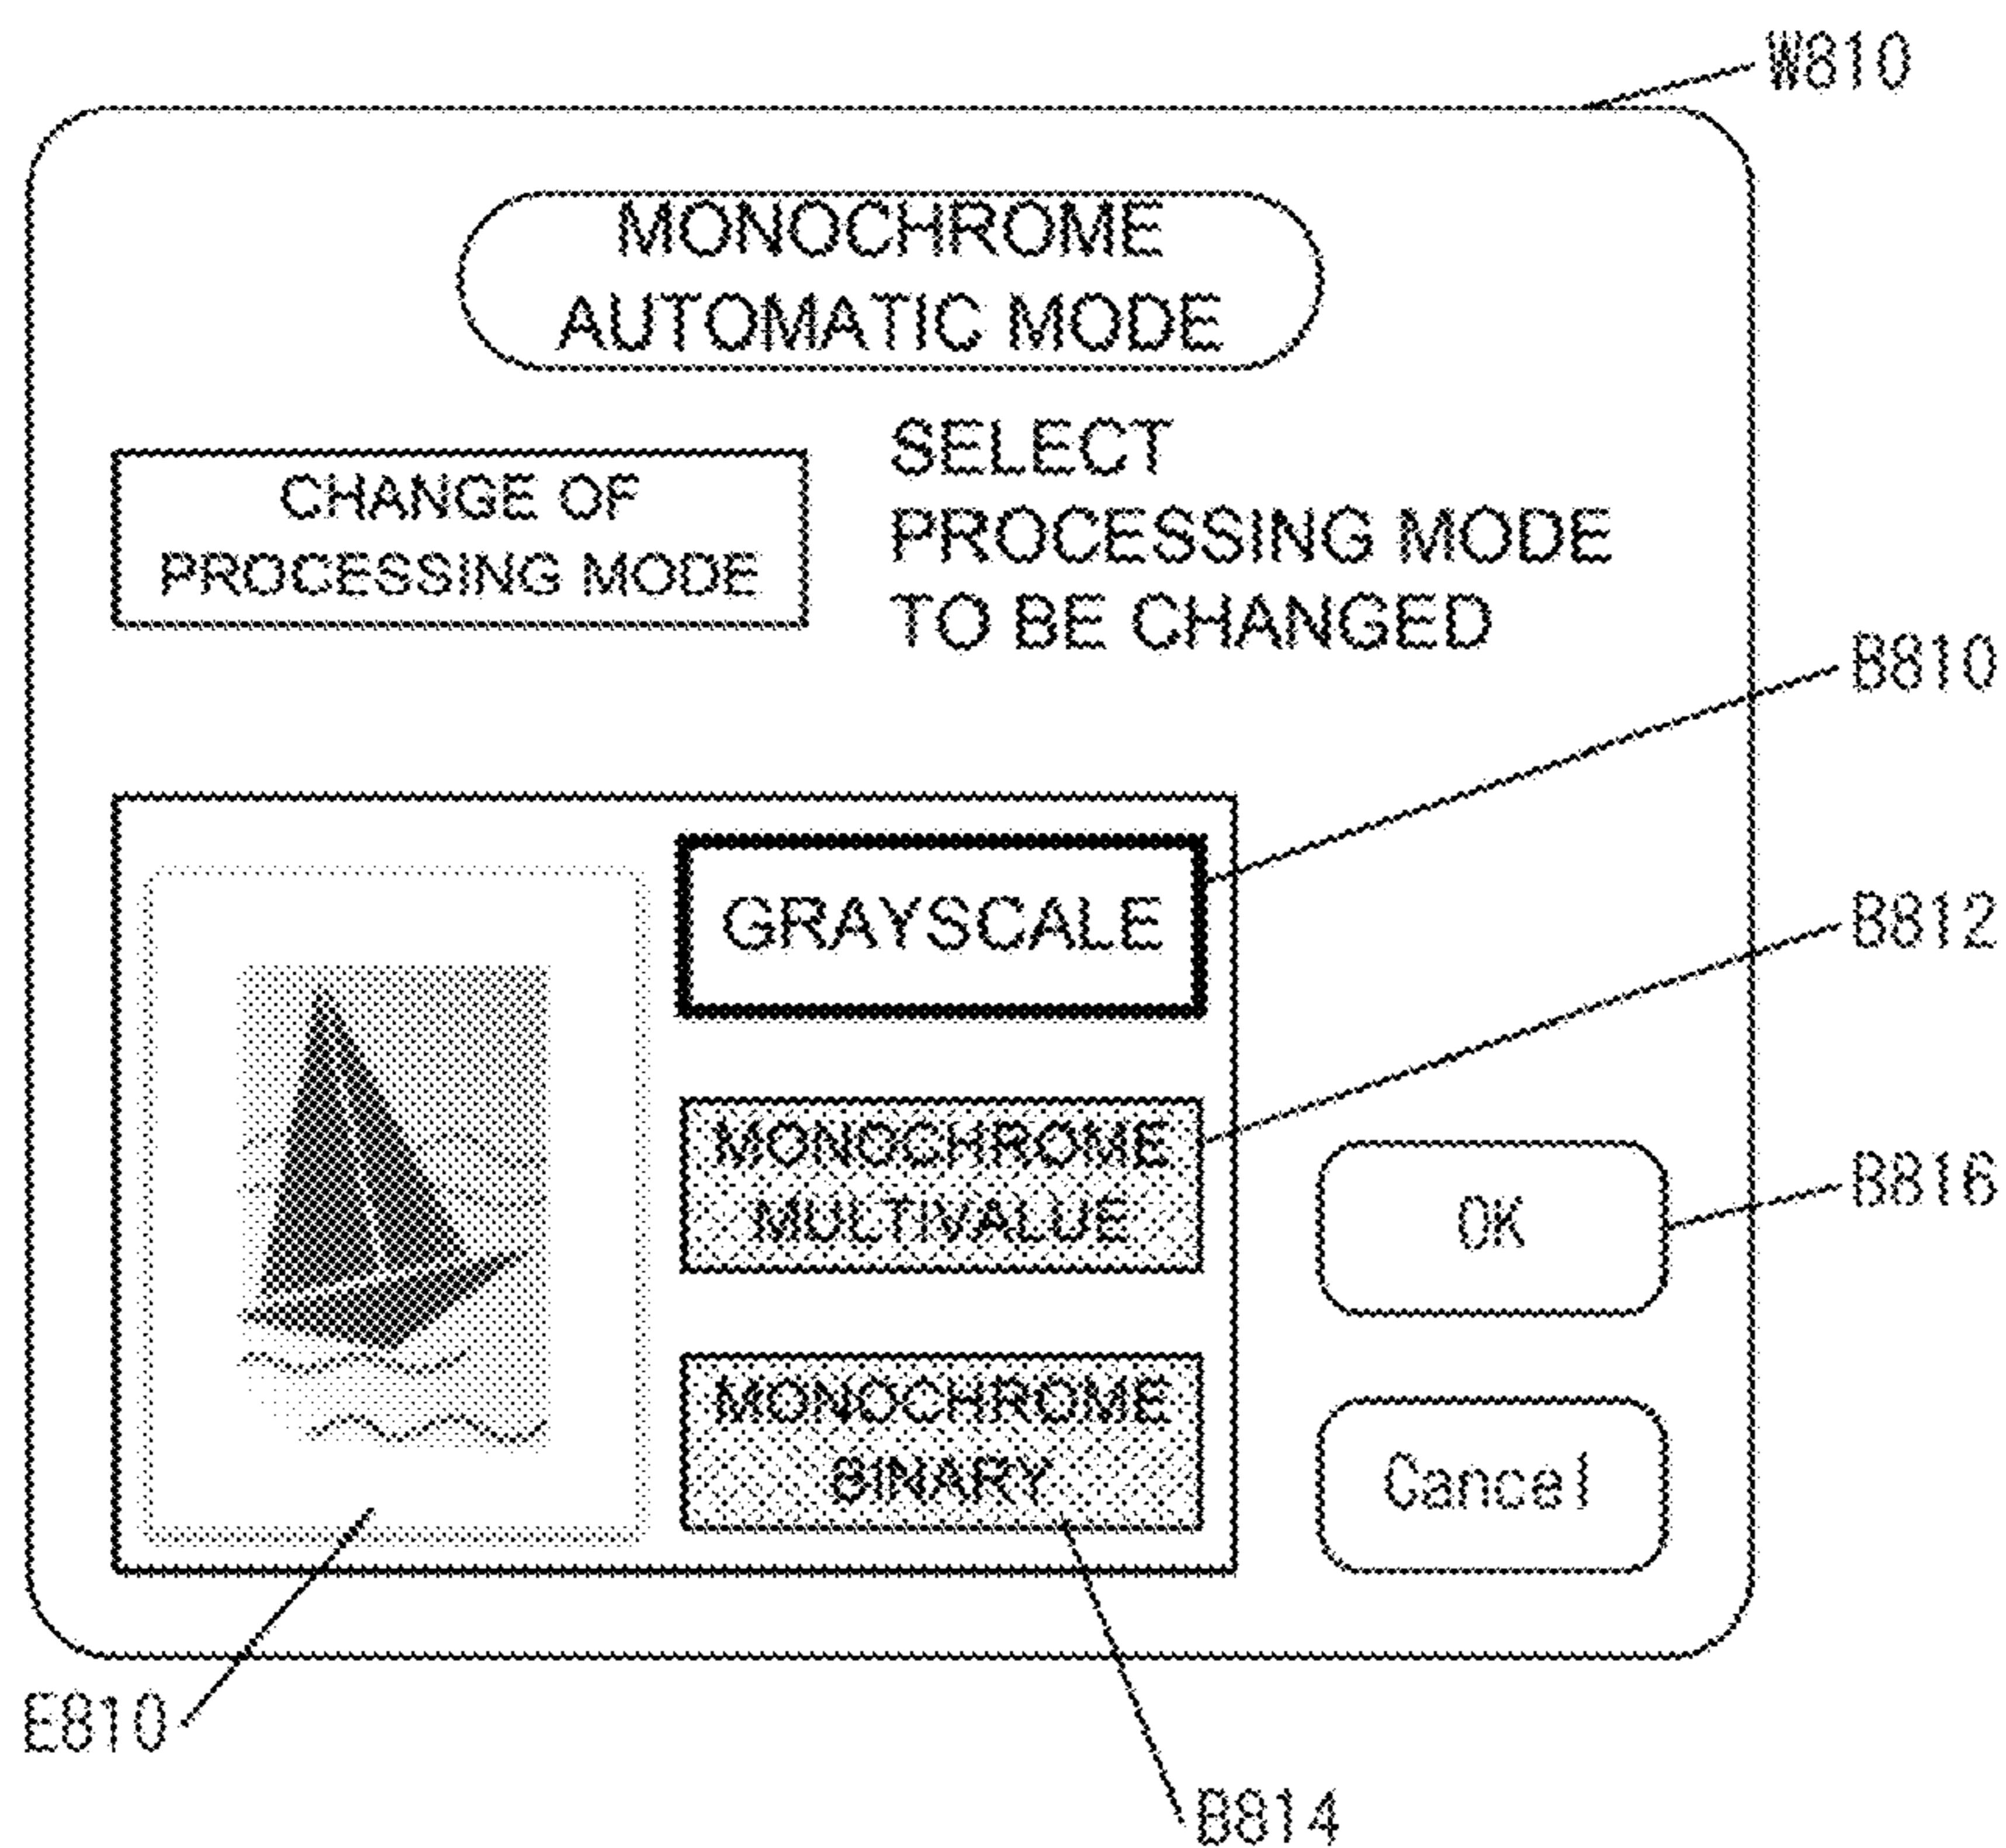 W810
MONOCHROME
AUTOMATIC MODE
CHANGE OF
PROCESSING MODE
SELECT
PROCESSING MODE
TO BE CHANGED
B810
GRAYSCALE
B812
MONOCHROME
MULTIVALUE
B816
OK
MONOCHROME
BINARY
Cancel
E810
B814